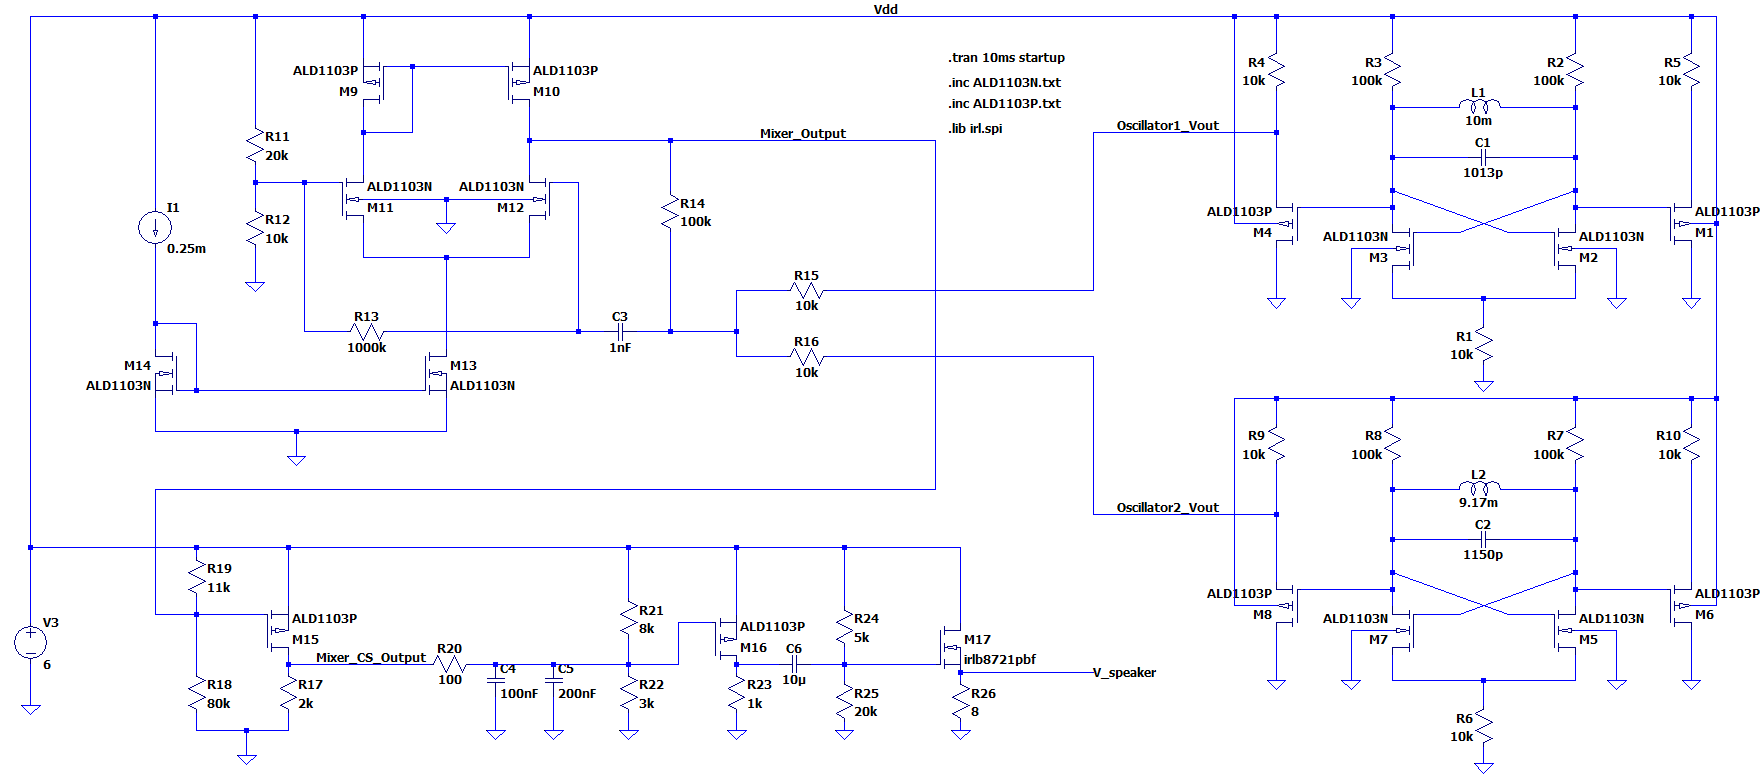 Vdd
.tran 10ms startup
.inc ALD1103N.txt
.inc ALD1103P.txt
.lib irl.spi
ALD1103P
M9
ALD1103P
M10
R11
20k
R12
10k
I1
0.25m
ALD1103N
M11
ALD1103N
M12
Mixer_Output
R14
100k
R13
1000k
C3
1nF
R15
10k
R16
10k
M14
ALD1103N
M13
ALD1103N
Oscillator1_Vout
R4
10k
R3
100k
R2
100k
R5
10k
L1
10m
C1
1013p
ALD1103P
M4
ALD1103N
M3
ALD1103N
M2
ALD1103P
M1
R1
10k
Oscillator2_Vout
R9
10k
R8
100k
R7
100k
R10
10k
L2
9.17m
C2
1150p
ALD1103P
M8
ALD1103N
M7
ALD1103N
M5
ALD1103P
M6
R6
10k
V3
6
R19
11k
R18
80k
ALD1103P
M15
Mixer_CS_Output
R17
2k
R20
100
C4
100nF
C5
200nF
R21
8k
R22
3k
ALD1103P
M16
R23
1k
C6
10µ
R24
5k
R25
20k
M17
irlb8721pbf
V_speaker
R26
8